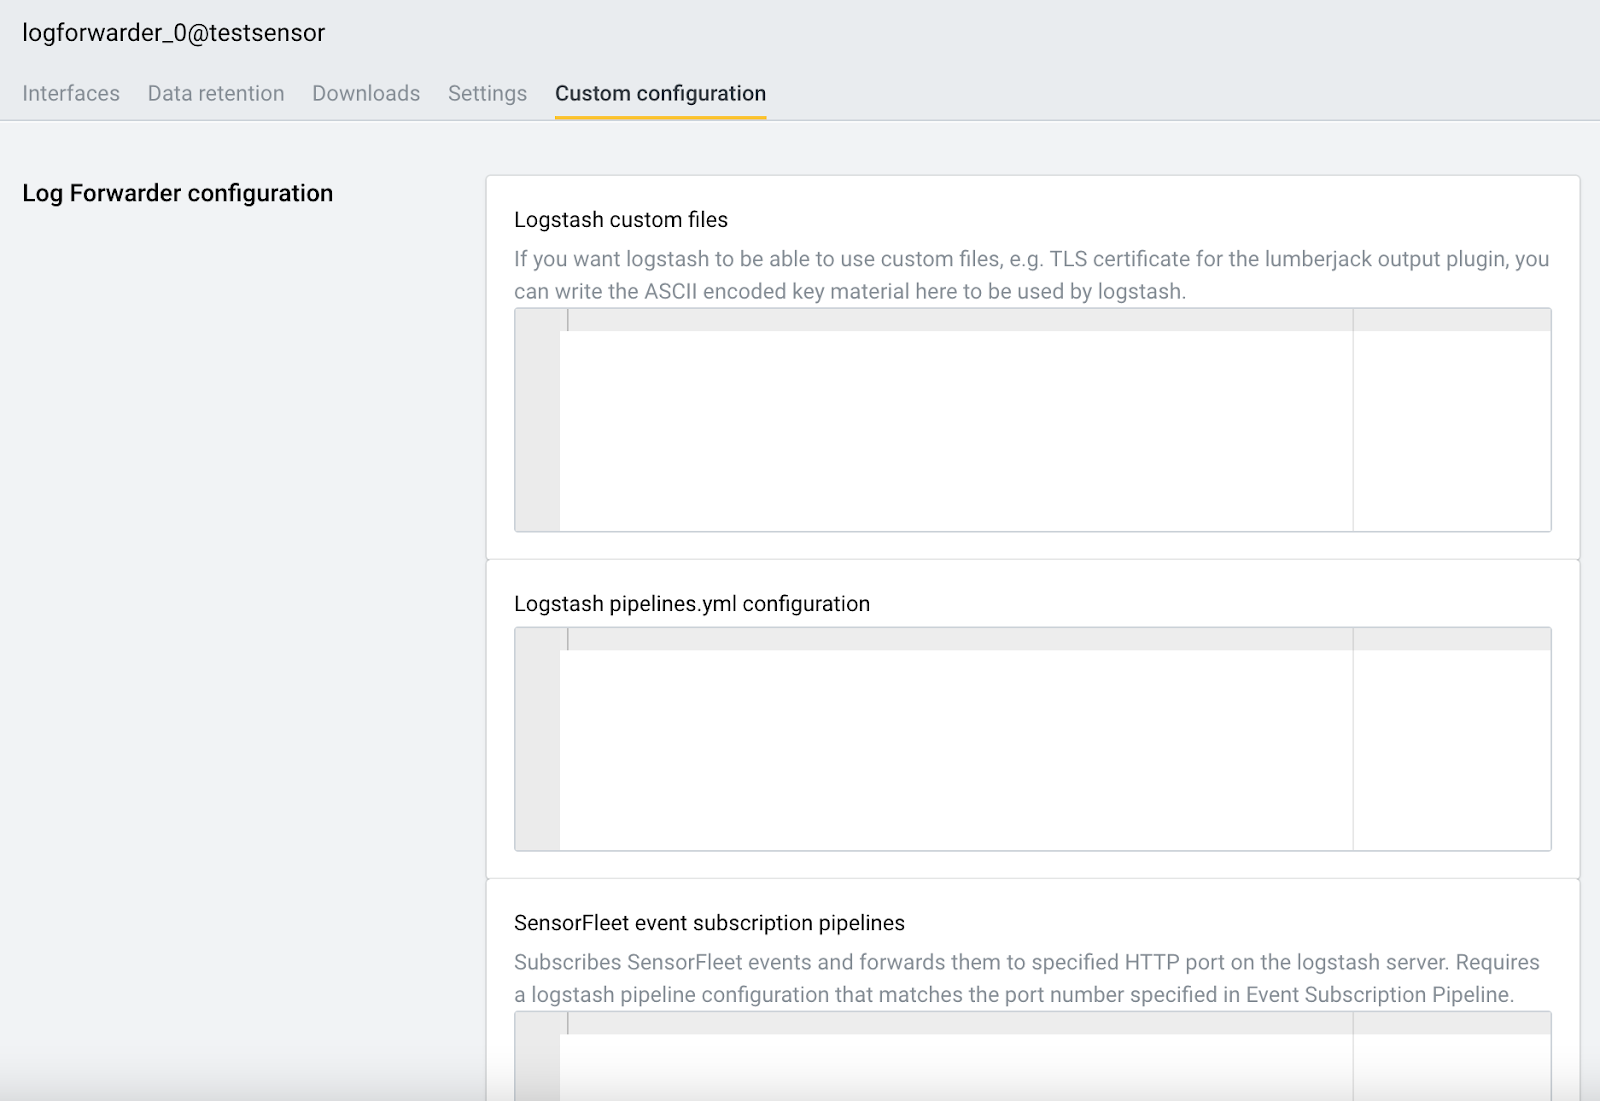 logforwarder_0@testsensor
Interfaces Data retention Downloads Settings Custom configuration
Log Forwarder configuration
Logstash custom files
If you want logstash to be able to use custom files, e.g. TLS certificate for the lumberjack output plugin, you
can write the ASCII encoded key material here to be used by logstash.
Logstash pipelines.yml configuration
SensorFleet event subscription pipelines
Subscribes SensorFleet events and forwards them to specified HTTP port on the logstash server. Requires
a logstash pipeline configuration that matches the port number specified in Event Subscription Pipeline.